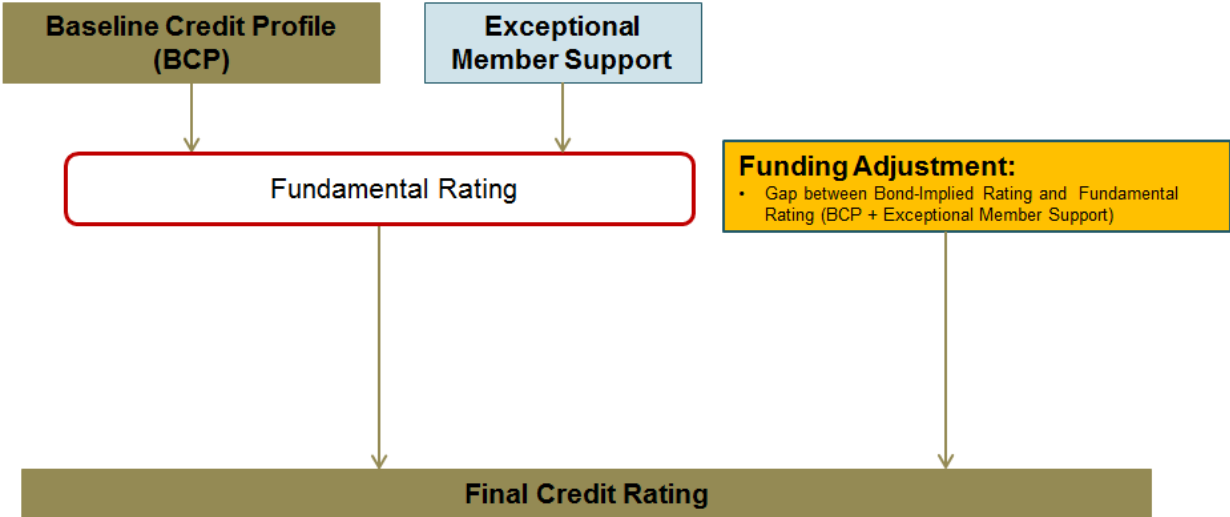 Baseline Credit Profile
(BCP)
Exceptional
Member Support
Fundamental Rating
Funding Adjustment:
• Gap between Bond-Implied Rating and Fundamental
Rating (BCP + Exceptional Member Support)
Final Credit Rating